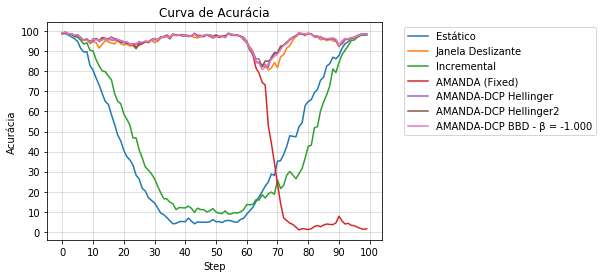 Curva de Acurácia
Acurácia
100
90
80
70
60
50
40
30
20
10
0
0
10
20
30
40
50
60
70
80
90
100
Step
Estático
Janela Deslizante
Incremental
AMANDA (Fixed)
AMANDA-DCP Hellinger
AMANDA-DCP Hellinger2
AMANDA-DCP BBD - β = -1.000